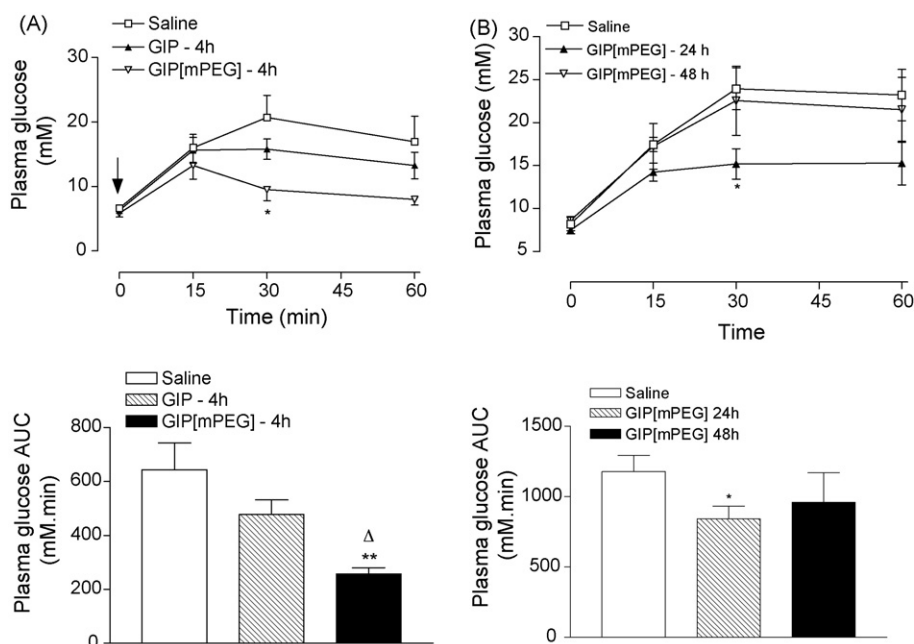 (A)
Saline
GIP - 4h
GIP[mPEG] - 4h
Plasma glucose
(mM)
30
20
10
0
*
0 15 30 45 60
Time (min)
(B)
Saline
GIP[mPEG] - 24 h
GIP[mPEG] - 48 h
Plasma glucose (mM)
25
20
15
10
5
*
0 15 30 45 60
Time
Saline
GIP - 4h
GIP[mPEG] - 4h
Plasma glucose AUC
(mM.min)
800
600
400
200
0
Δ
**
Saline
GIP[mPEG] 24h
GIP[mPEG] 48h
Plasma glucose AUC
(mM.min)
1500
1000
500
0
*